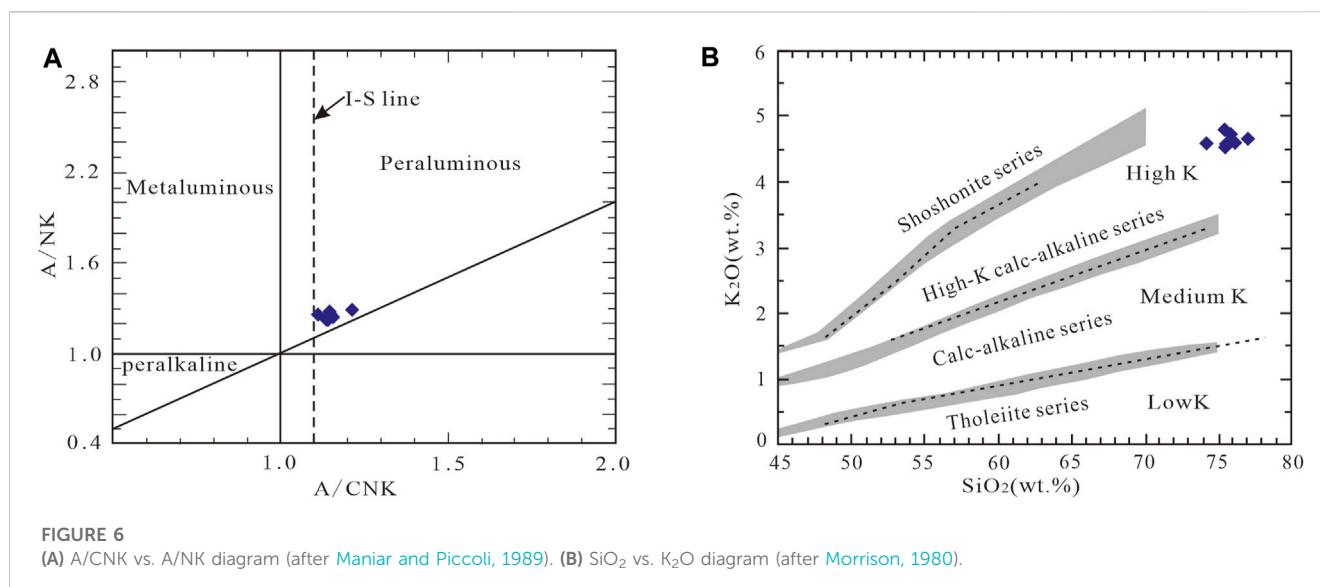 A
2.8
2.2
1.6
1.0
0.4
A/NK
I-S line
Metaluminous
Peraluminous
peralkaline
1.0
1.5
2.0
A/CNK
B
6
5
4
3
2
1
0
K₂O(wt.%)
Shoshonite series
High K
High-K calc-alkaline series
Medium K
Calc-alkaline series
Tholeiite series
LowK
45
50
55
60
65
70
75
80
SiO₂(wt.%)
FIGURE 6
(A) A/CNK vs. A/NK diagram (after Maniar and Piccoli, 1989). (B) SiO₂ vs. K₂O diagram (after Morrison, 1980).